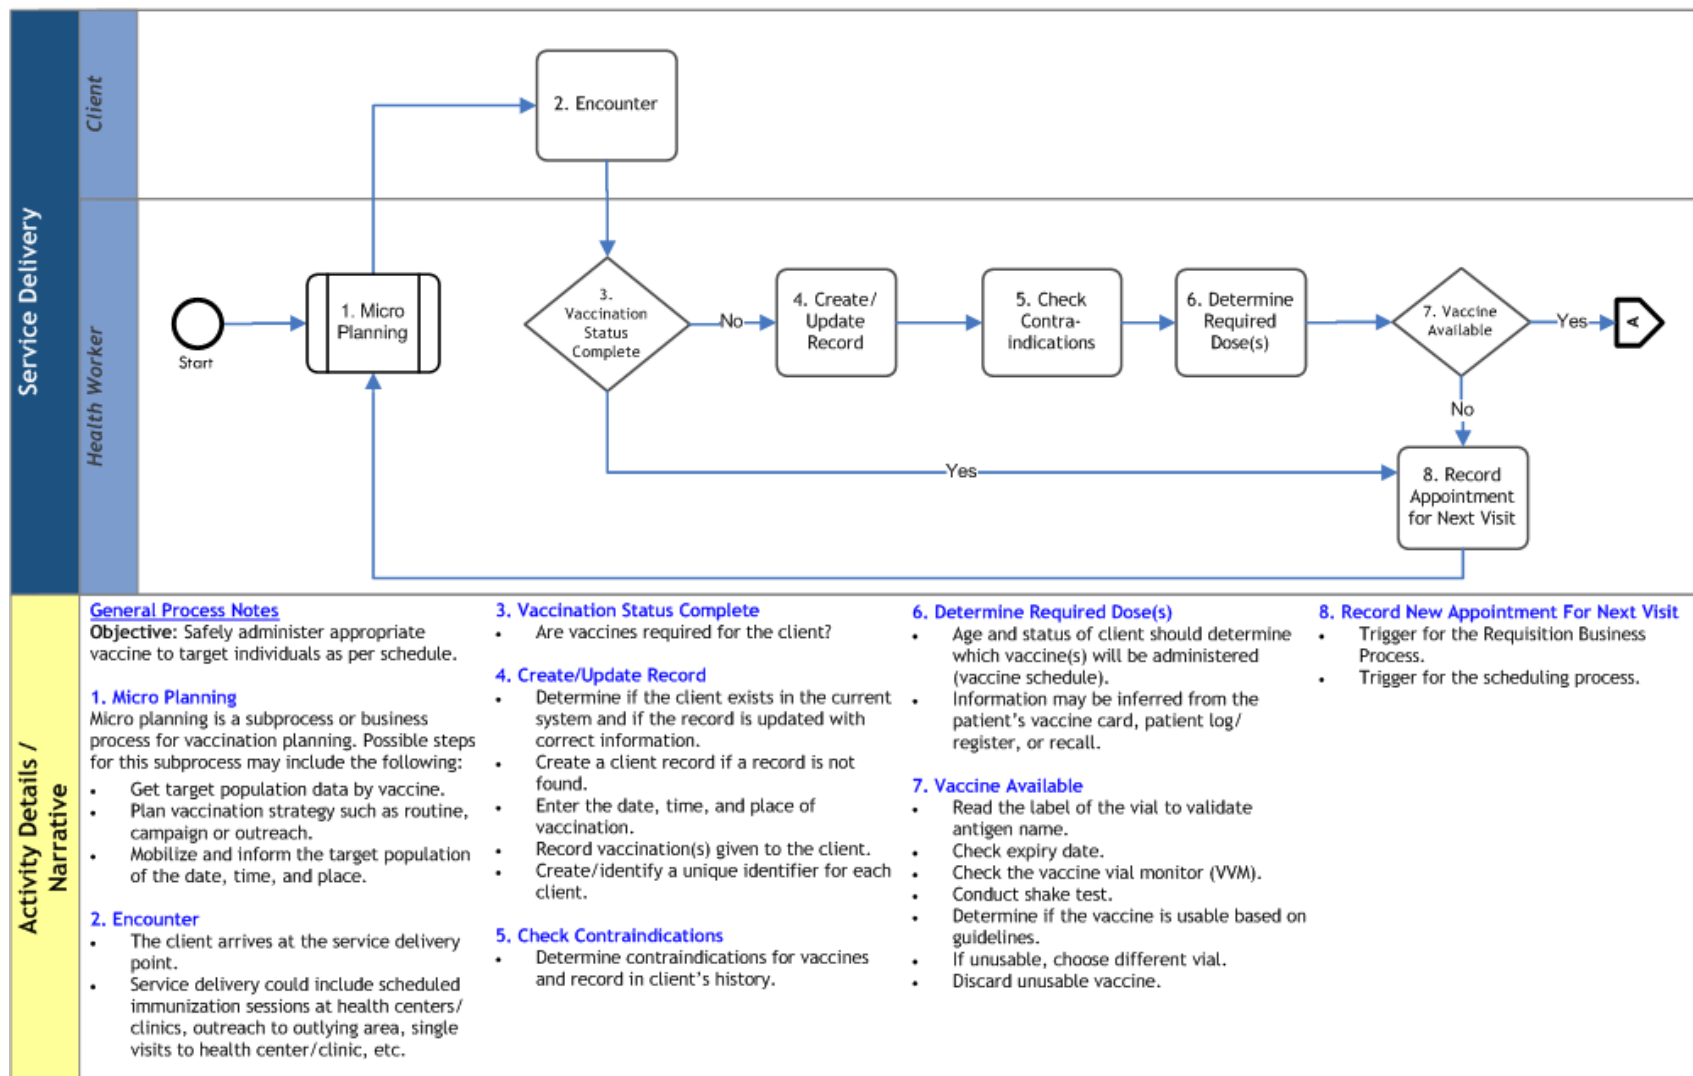 Service Delivery
Client
Health Worker
2. Encounter
Start
1. Micro
Planning
3.
Vaccination
Status
Complete
No
4. Create/
Update
Record
5. Check
Contra-
indications
6. Determine
Required
Dose(s)
7. Vaccine
Available
Yes
A
No
Yes
8. Record
Appointment
for Next Visit
Activity Details /
Narrative
General Process Notes
Objective: Safely administer appropriate
vaccine to target individuals as per schedule.
1. Micro Planning
Micro planning is a subprocess or business
process for vaccination planning. Possible steps
for this subprocess may include the following:
• Get target population data by vaccine.
• Plan vaccination strategy such as routine,
campaign or outreach.
• Mobilize and inform the target population
of the date, time, and place.
2. Encounter
• The client arrives at the service delivery
point.
• Service delivery could include scheduled
immunization sessions at health centers/
clinics, outreach to outlying area, single
visits to health center/clinic, etc.
3. Vaccination Status Complete
• Are vaccines required for the client?
4. Create/Update Record
• Determine if the client exists in the current
system and if the record is updated with
correct information.
• Create a client record if a record is not
found.
• Enter the date, time, and place of
vaccination.
• Record vaccination(s) given to the client.
• Create/identify a unique identifier for each
client.
5. Check Contraindications
• Determine contraindications for vaccines
and record in client's history.
6. Determine Required Dose(s)
• Age and status of client should determine
which vaccine(s) will be administered
(vaccine schedule).
• Information may be inferred from the
patient's vaccine card, patient log/
register, or recall.
7. Vaccine Available
• Read the label of the vial to validate
antigen name.
• Check expiry date.
• Check the vaccine vial monitor (VVM).
• Conduct shake test.
• Determine if the vaccine is usable based on
guidelines.
• If unusable, choose different vial.
• Discard unusable vaccine.
8. Record New Appointment For Next Visit
• Trigger for the Requisition Business
Process.
• Trigger for the scheduling process.